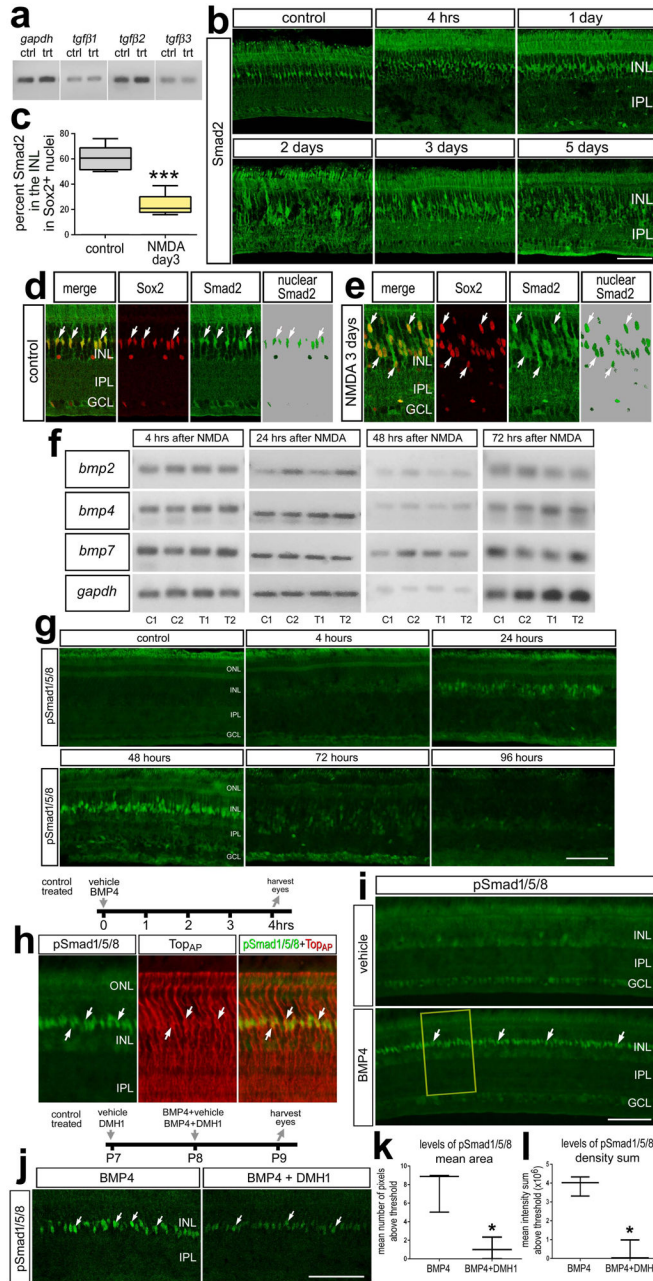 a
gapdh tgfβ1 tgfβ2 tgfβ3
ctrl trt ctrl trt ctrl trt ctrl trt
b
control 4 hrs 1 day
INL
IPL
Smad2
2 days 3 days 5 days
INL
IPL
c
percent Smad2
in the INL
in Sox2+ nuclei
80
60
40
20
0
***
control NMDA
day3
d
merge Sox2 Smad2 nuclear
Smad2
control
INL
IPL
GCL
e
merge Sox2 Smad2 nuclear
Smad2
NMDA 3 days
INL
IPL
GCL
f
4 hrs after NMDA 24 hrs after NMDA 48 hrs after NMDA 72 hrs after NMDA
bmp2
bmp4
bmp7
gapdh
C1 C2 T1 T2 C1 C2 T1 T2 C1 C2 T1 T2 C1 C2 T1 T2
g
control 4 hours 24 hours
pSmad1/5/8
ONL
INL
IPL
GCL
48 hours 72 hours 96 hours
pSmad1/5/8
ONL
INL
IPL
GCL
control vehicle harvest
treated BMP4 eyes
0 1 2 3 4hrs
h
pSmad1/5/8 TopAP pSmad1/5/8+TopAP
ONL
INL
IPL
i
pSmad1/5/8
vehicle
INL
IPL
GCL
BMP4
INL
IPL
GCL
control vehicle BMP4+vehicle harvest
treated DMH1 BMP4+DMH1 eyes
P7 P8 P9
j
BMP4 BMP4 + DMH1
pSmad1/5/8
INL
IPL
k
levels of pSmad1/5/8
mean area
mean number of pixels
above threshold
10
8
6
4
2
0
*
BMP4 BMP4+DMH1
l
levels of pSmad1/5/8
density sum
mean intensity sum
above threshold (x10⁶)
5
4
3
2
1
0
*
BMP4 BMP4+DMH1